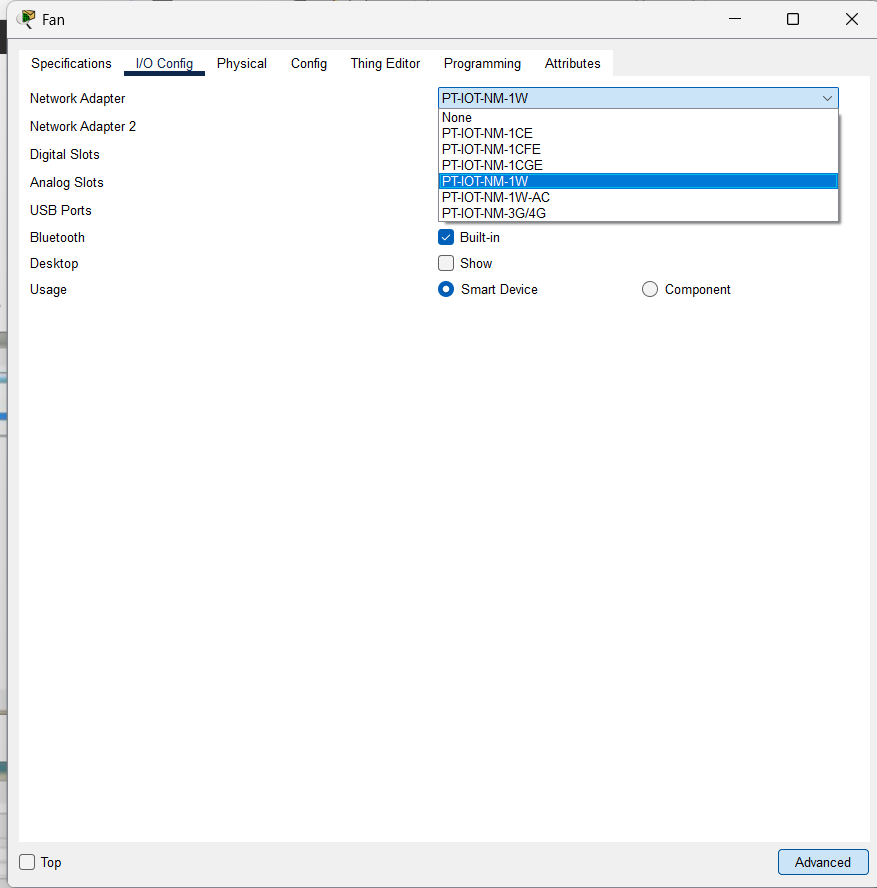 Fan
Specifications I/O Config Physical Config Thing Editor Programming Attributes
Network Adapter PT-IOT-NM-1W
None
PT-IOT-NM-1CE
Network Adapter 2
PT-IOT-NM-1CFE
Digital Slots
PT-IOT-NM-1CGE
Analog Slots
PT-IOT-NM-1W
PT-IOT-NM-1W-AC
USB Ports
PT-IOT-NM-3G/4G
Bluetooth Built-in
Desktop Show
Usage Smart Device Component
Top Advanced